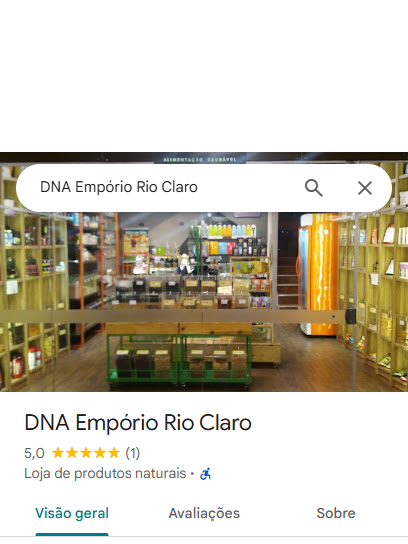 ALIMENTAÇÃO SAUDÁVEL
DNA Empório Rio Claro
DNA Empório Rio Claro
5,0 (1)
Loja de produtos naturais ·
Visão geral
Avaliações
Sobre